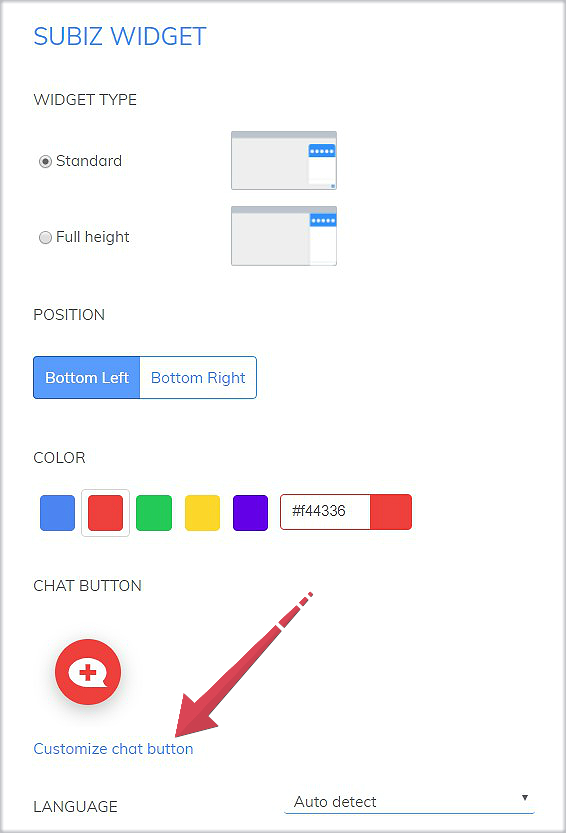 SUBIZ WIDGET
WIDGET TYPE
Standard
Full height
POSITION
Bottom Left Bottom Right
COLOR
#f44336
CHAT BUTTON
Customize chat button
LANGUAGE Auto detect